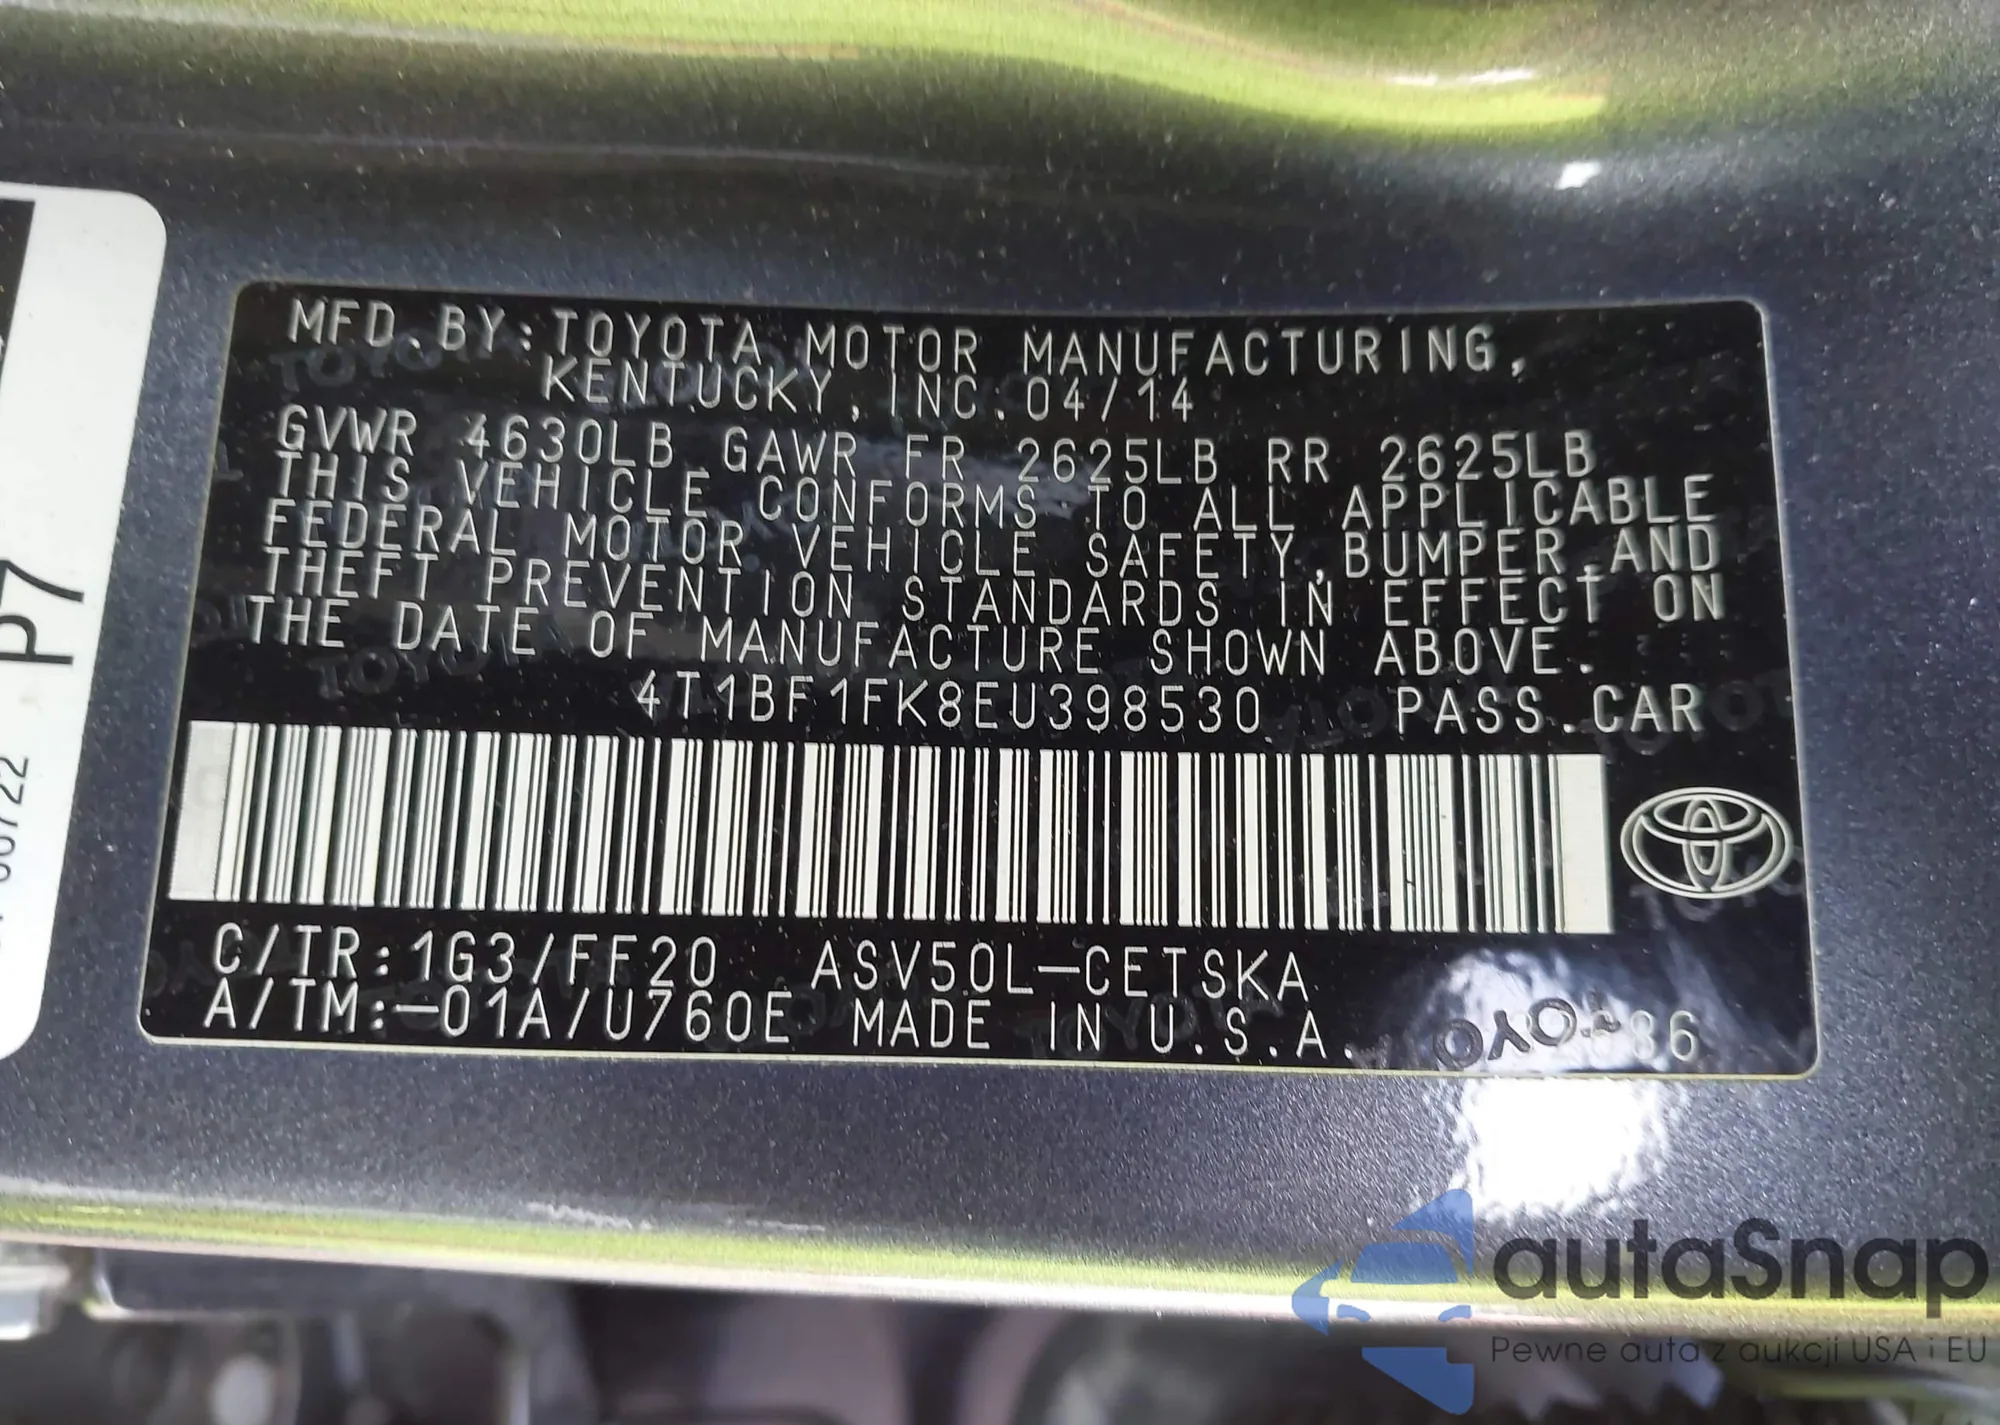 MFD.BY:TOYOTA MOTOR MANUFACTURING,
KENTUCKY, INC. 04/14
GVWR 4630LB GAWR FR 2625LB RR 2625LB
THIS VEHICLE CONFORMS TO ALL APPLICABLE
FEDERAL MOTOR VEHICLE SAFETY,BUMPER,AND
THEFT PREVENTION STANDARDS IN EFFECT ON
THE DATE OF MANUFACTURE SHOWN ABOVE.
4T1BF1FK8EU398530 PASS.CAR
C/TR:1G3/FF20 ASV50L-CETSKA
A/TM:-01A/U760E MADE IN U.S.A.
P7
autaSnap
Pewne auta z aukcji USA i EU